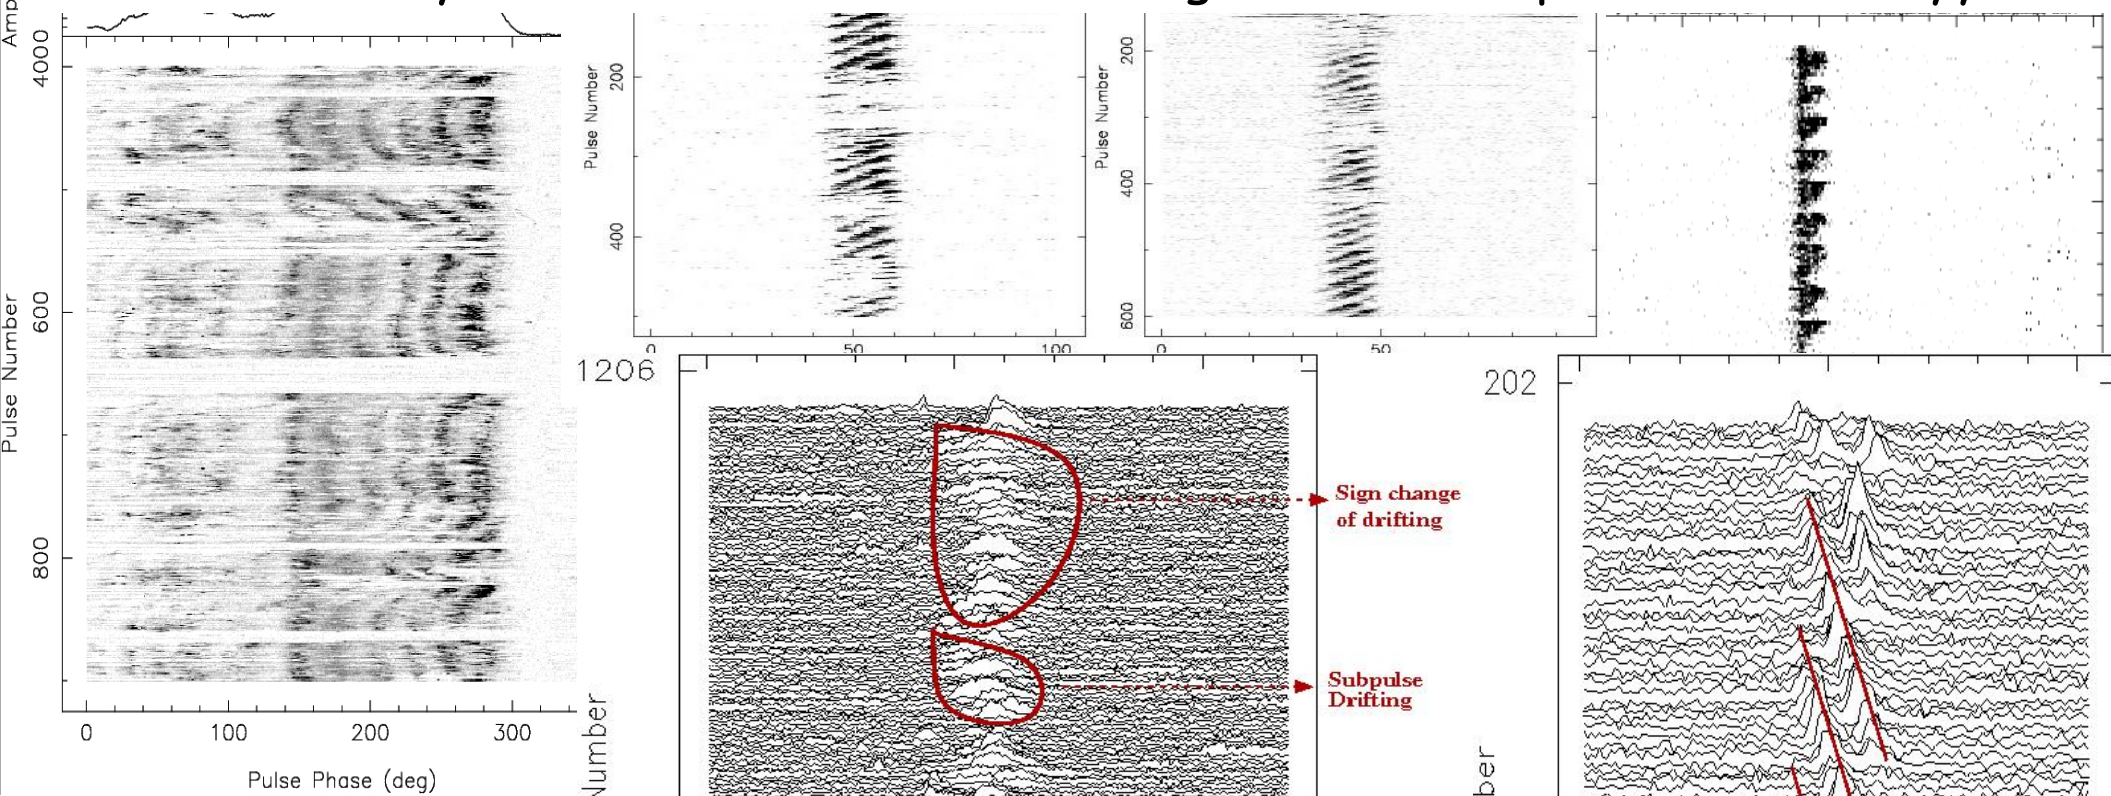 Amp
4000
600
800
Pulse Number
0 100 200 300
Pulse Phase (deg)
200
400
Pulse Number
0 50 100
200
400
600
Pulse Number
0 50
1206
Number
Sign change
of drifting
Subpulse
Drifting
202
ber